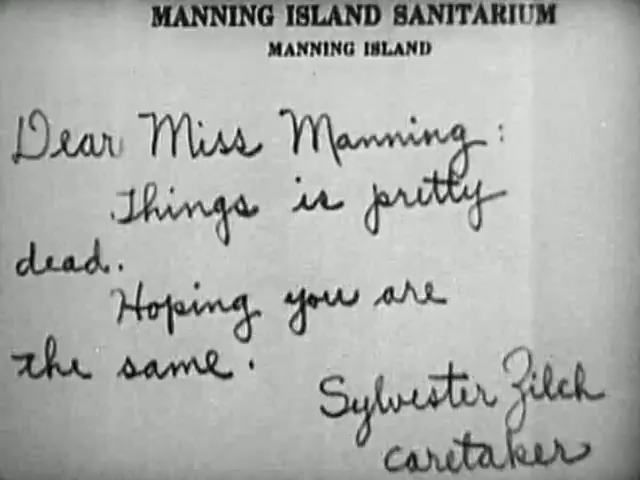 MANNING ISLAND SANITARIUM
MANNING ISLAND
Dear Miss Manning:
Things is pretty
dead.
Hoping you are
the same.
Sylvester Zilch
caretaker